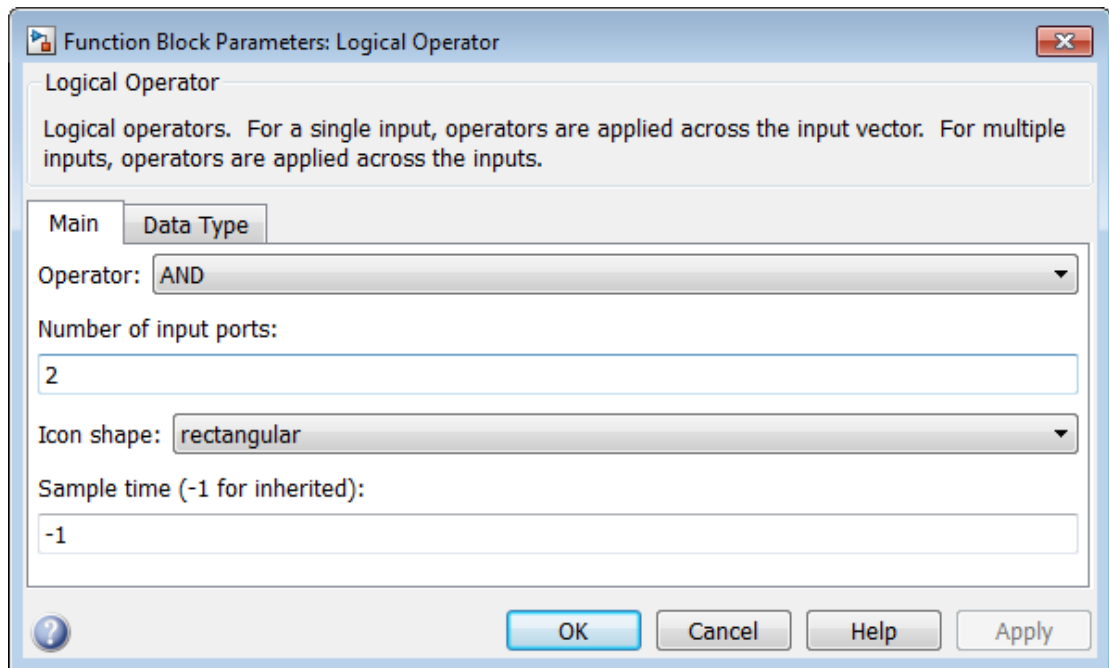 Function Block Parameters: Logical Operator
Logical Operator
Logical operators.  For a single input, operators are applied across the input vector.  For multiple
inputs, operators are applied across the inputs.
Main
Data Type
Operator: AND
Number of input ports:
2
Icon shape: rectangular
Sample time (-1 for inherited):
-1
OK
Cancel
Help
Apply